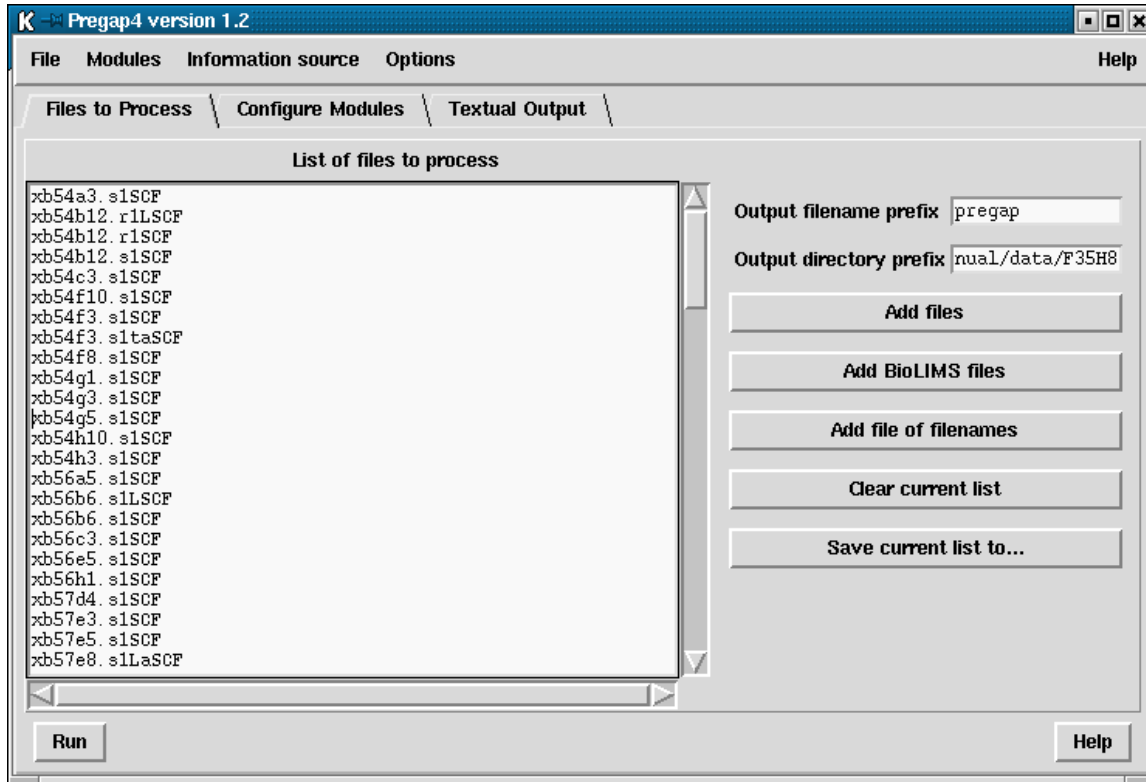 Pregap4 version 1.2
File Modules Information source Options Help
Files to Process Configure Modules Textual Output
List of files to process
xb54a3.s1SCF
xb54b12.r1LSCF
xb54b12.r1SCF
xb54b12.s1SCF
xb54c3.s1SCF
xb54f10.s1SCF
xb54f3.s1SCF
xb54f3.s1taSCF
xb54f8.s1SCF
xb54g1.s1SCF
xb54g3.s1SCF
xb54g5.s1SCF
xb54h10.s1SCF
xb54h3.s1SCF
xb56a5.s1SCF
xb56b6.s1LSCF
xb56b6.s1SCF
xb56c3.s1SCF
xb56e5.s1SCF
xb56h1.s1SCF
xb57d4.s1SCF
xb57e3.s1SCF
xb57e5.s1SCF
xb57e8.s1LaSCF
Output filename prefix pregap
Output directory prefix nual/data/F35H8
Add files
Add BioLIMS files
Add file of filenames
Clear current list
Save current list to...
Run Help